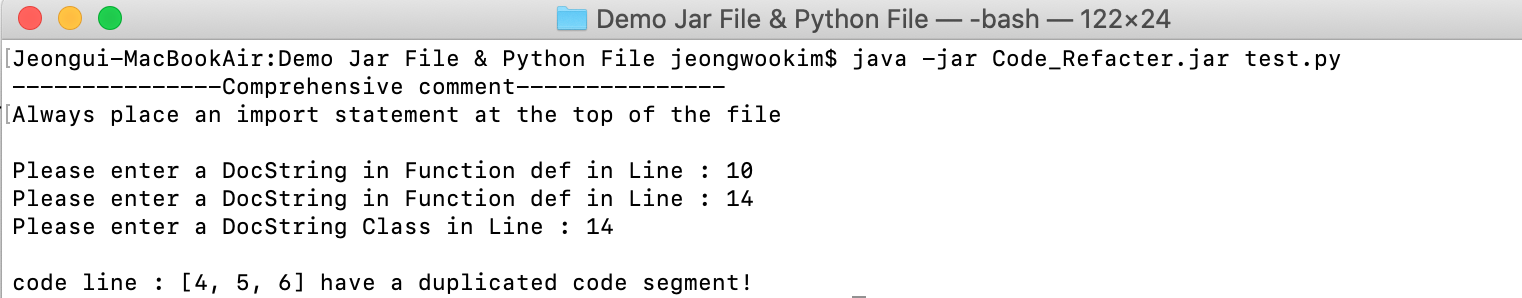 Demo Jar File & Python File — -bash — 122×24
[Jeongui-MacBookAir:Demo Jar File & Python File jeongwookim$ java -jar Code_Refacter.jar test.py
---------------Comprehensive comment---------------
[Always place an import statement at the top of the file
Please enter a DocString in Function def in Line : 10
Please enter a DocString in Function def in Line : 14
Please enter a DocString Class in Line : 14
code line : [4, 5, 6] have a duplicated code segment!